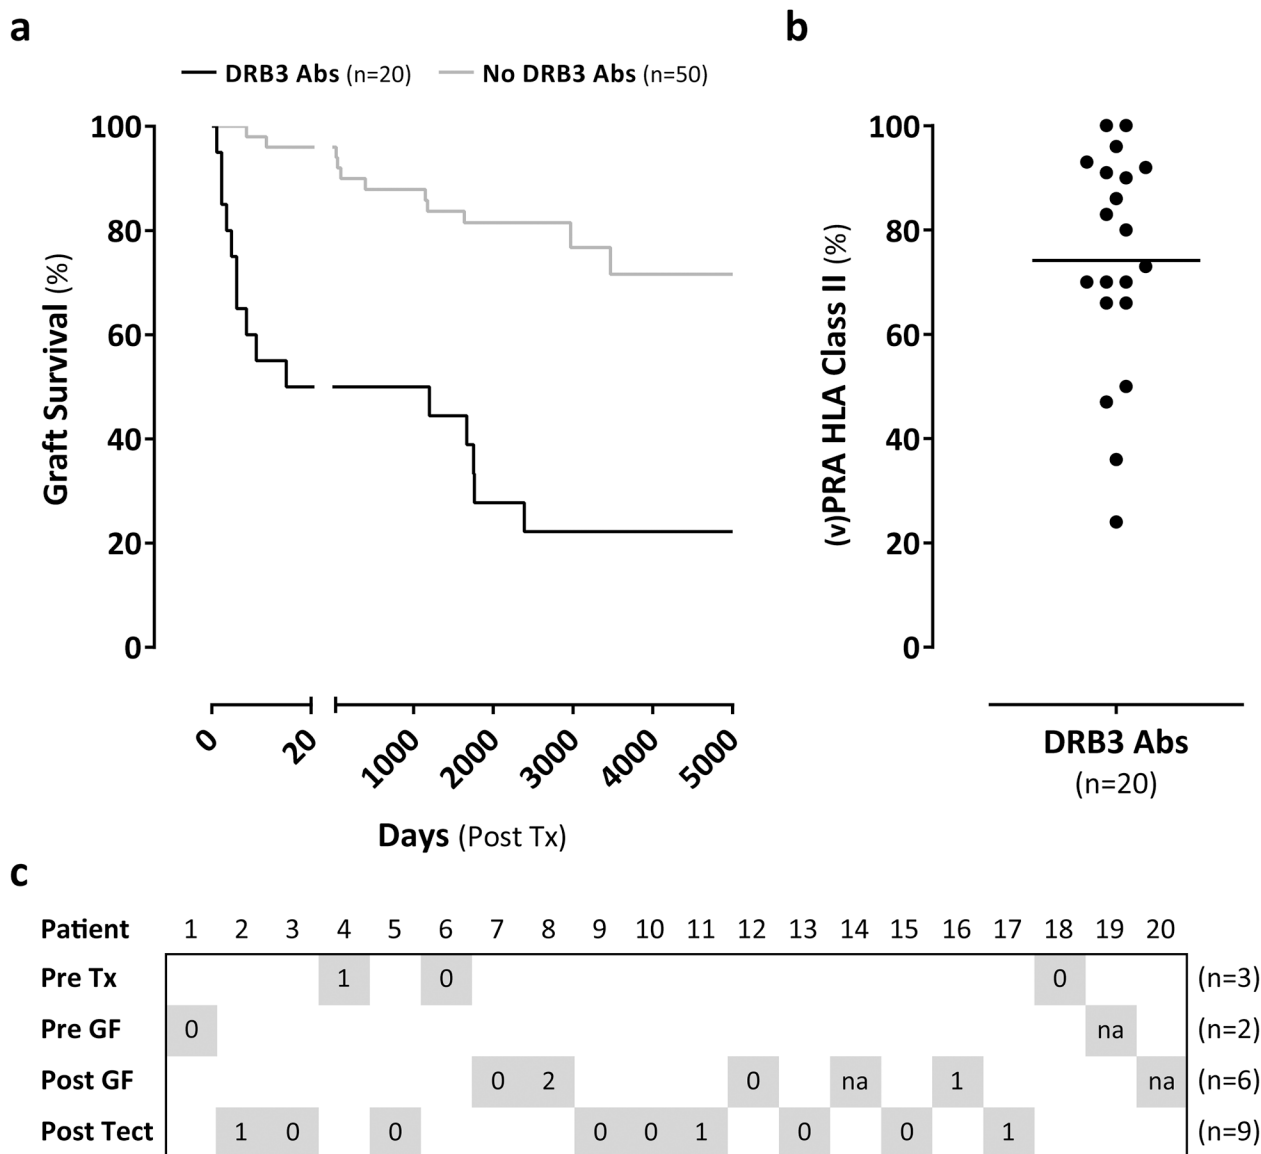 a
DRB3 Abs (n=20) No DRB3 Abs (n=50)
100
80
60
40
20
0
Graft Survival (%)
0 20 1000 2000 3000 4000 5000
Days (Post Tx)
b
100
80
60
40
20
0
(v)PRA HLA Class II (%)
DRB3 Abs
(n=20)
c
Patient 1 2 3 4 5 6 7 8 9 10 11 12 13 14 15 16 17 18 19 20
Pre Tx 1 0 0 (n=3)
Pre GF 0 na (n=2)
Post GF 0 2 0 na 1 na (n=6)
Post Tect 1 0 0 0 0 1 0 0 1 (n=9)